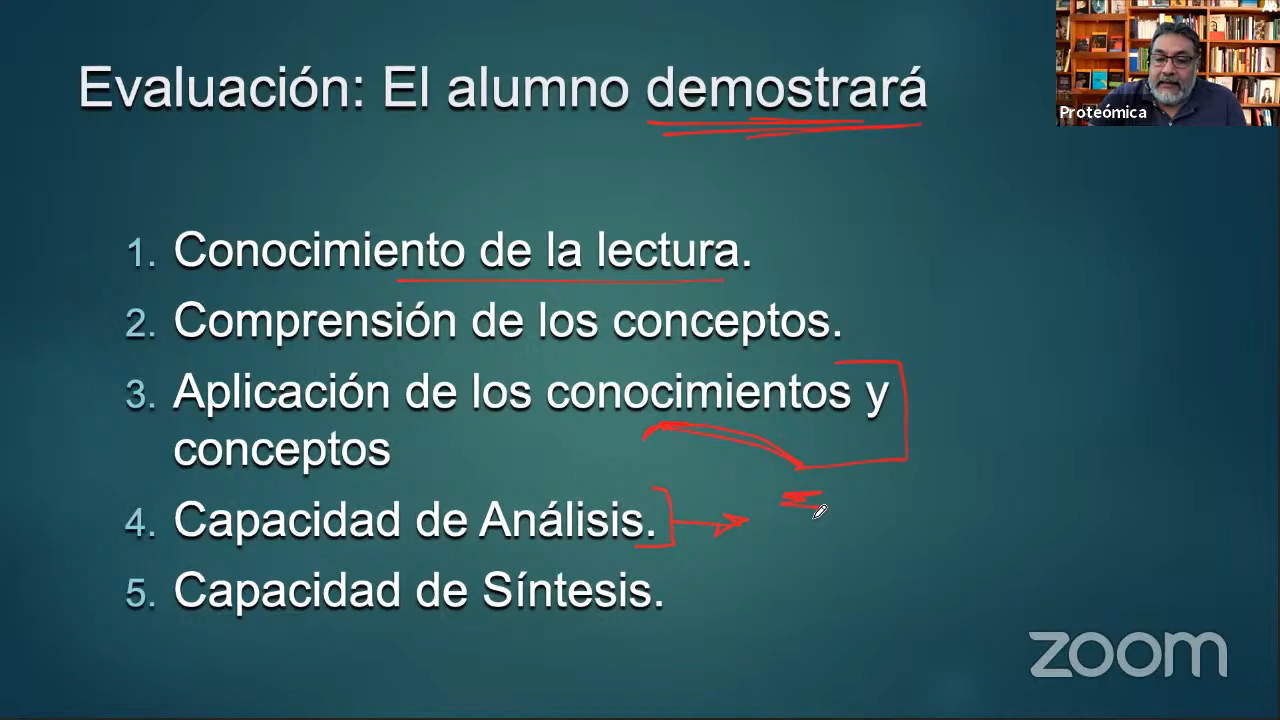 Evaluación: El alumno demostrará
Proteómica
1. Conocimiento de la lectura.
2. Comprensión de los conceptos.
3. Aplicación de los conocimientos y
conceptos
4. Capacidad de Análisis.
5. Capacidad de Síntesis.
zoom